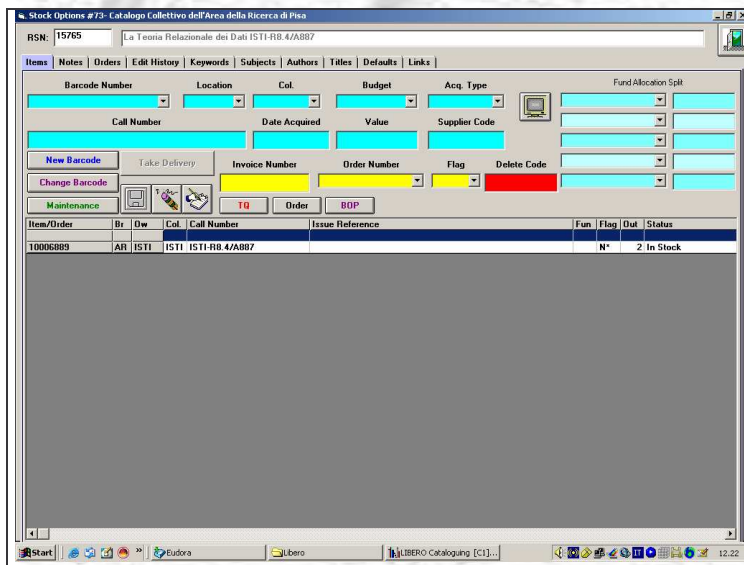 Stock Options #73- Catalogo Collettivo dell'Area della Ricerca di Pisa
RSN: 15765 La Teoria Relazionale dei Dati ISTI-R8.4/A887
Items | Notes | Orders | Edit History | Keywords | Subjects | Authors | Titles | Defaults | Links
Barcode Number Location Col. Budget Acq. Type Fund Allocation Split
Call Number Date Acquired Value Supplier Code
New Barcode Take Delivery Invoice Number Order Number Flag Delete Code
Change Barcode
Maintenance TQ Order BOP
Item/Order Br Ow Col. Call Number Issue Reference Fun Flag Out Status
10006889 AR ISTI ISTI ISTI-R8.4/A887 N* 2 In Stock
Start Eudora Libero LIBERO Cataloguing [C1]... IT 12.22